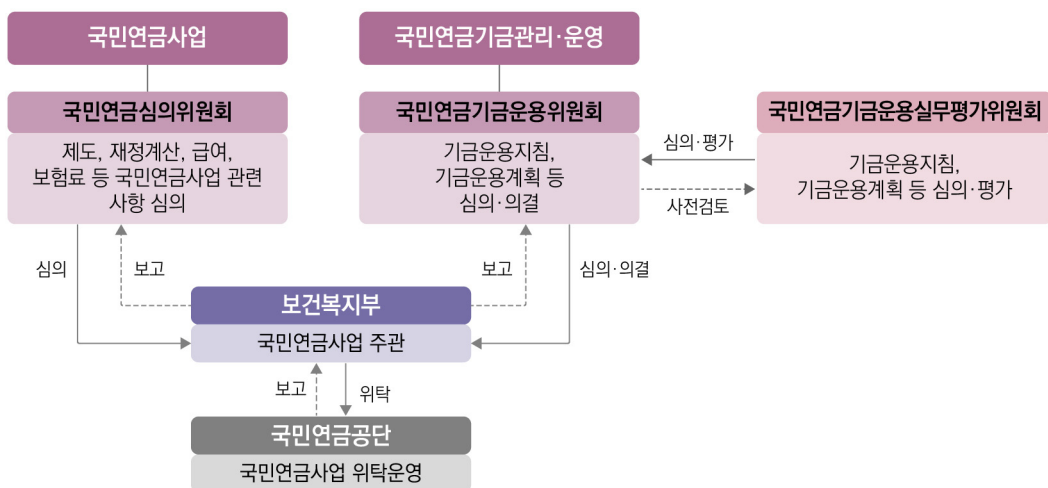 국민연금사업
국민연금기금관리·운영
국민연금심의위원회
제도, 재정계산, 급여,
보험료 등 국민연금사업 관련
사항 심의
국민연금기금운용위원회
기금운용지침,
기금운용계획 등
심의·의결
심의·평가
사전검토
국민연금기금운용실무평가위원회
기금운용지침,
기금운용계획 등 심의·평가
심의
보고
보고
심의·의결
보건복지부
국민연금사업 주관
보고
위탁
국민연금공단
국민연금사업 위탁운영